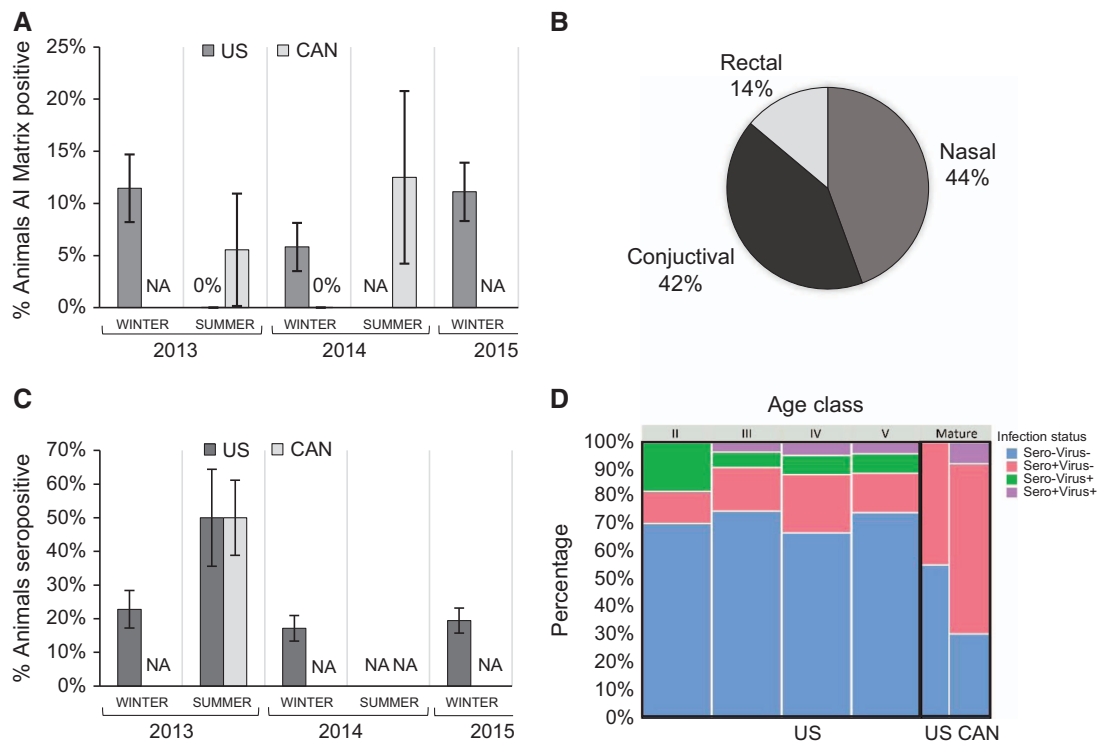 A
% Animals AI Matrix positive
25%
20%
15%
10%
5%
0%
US CAN
NA 0% 0% NA NA
WINTER SUMMER WINTER SUMMER WINTER
2013 2014 2015
B
Rectal
14%
Nasal
44%
Conjuctival
42%
C
% Animals seropositive
70%
60%
50%
40%
30%
20%
10%
0%
US CAN
NA NA NA NA NA
WINTER SUMMER WINTER SUMMER WINTER
2013 2014 2015
D
Age class
II III IV V Mature
Percentage
100%
90%
80%
70%
60%
50%
40%
30%
20%
10%
0%
US US CAN
Infection status
Sero-Virus-
Sero+Virus-
Sero-Virus+
Sero+Virus+